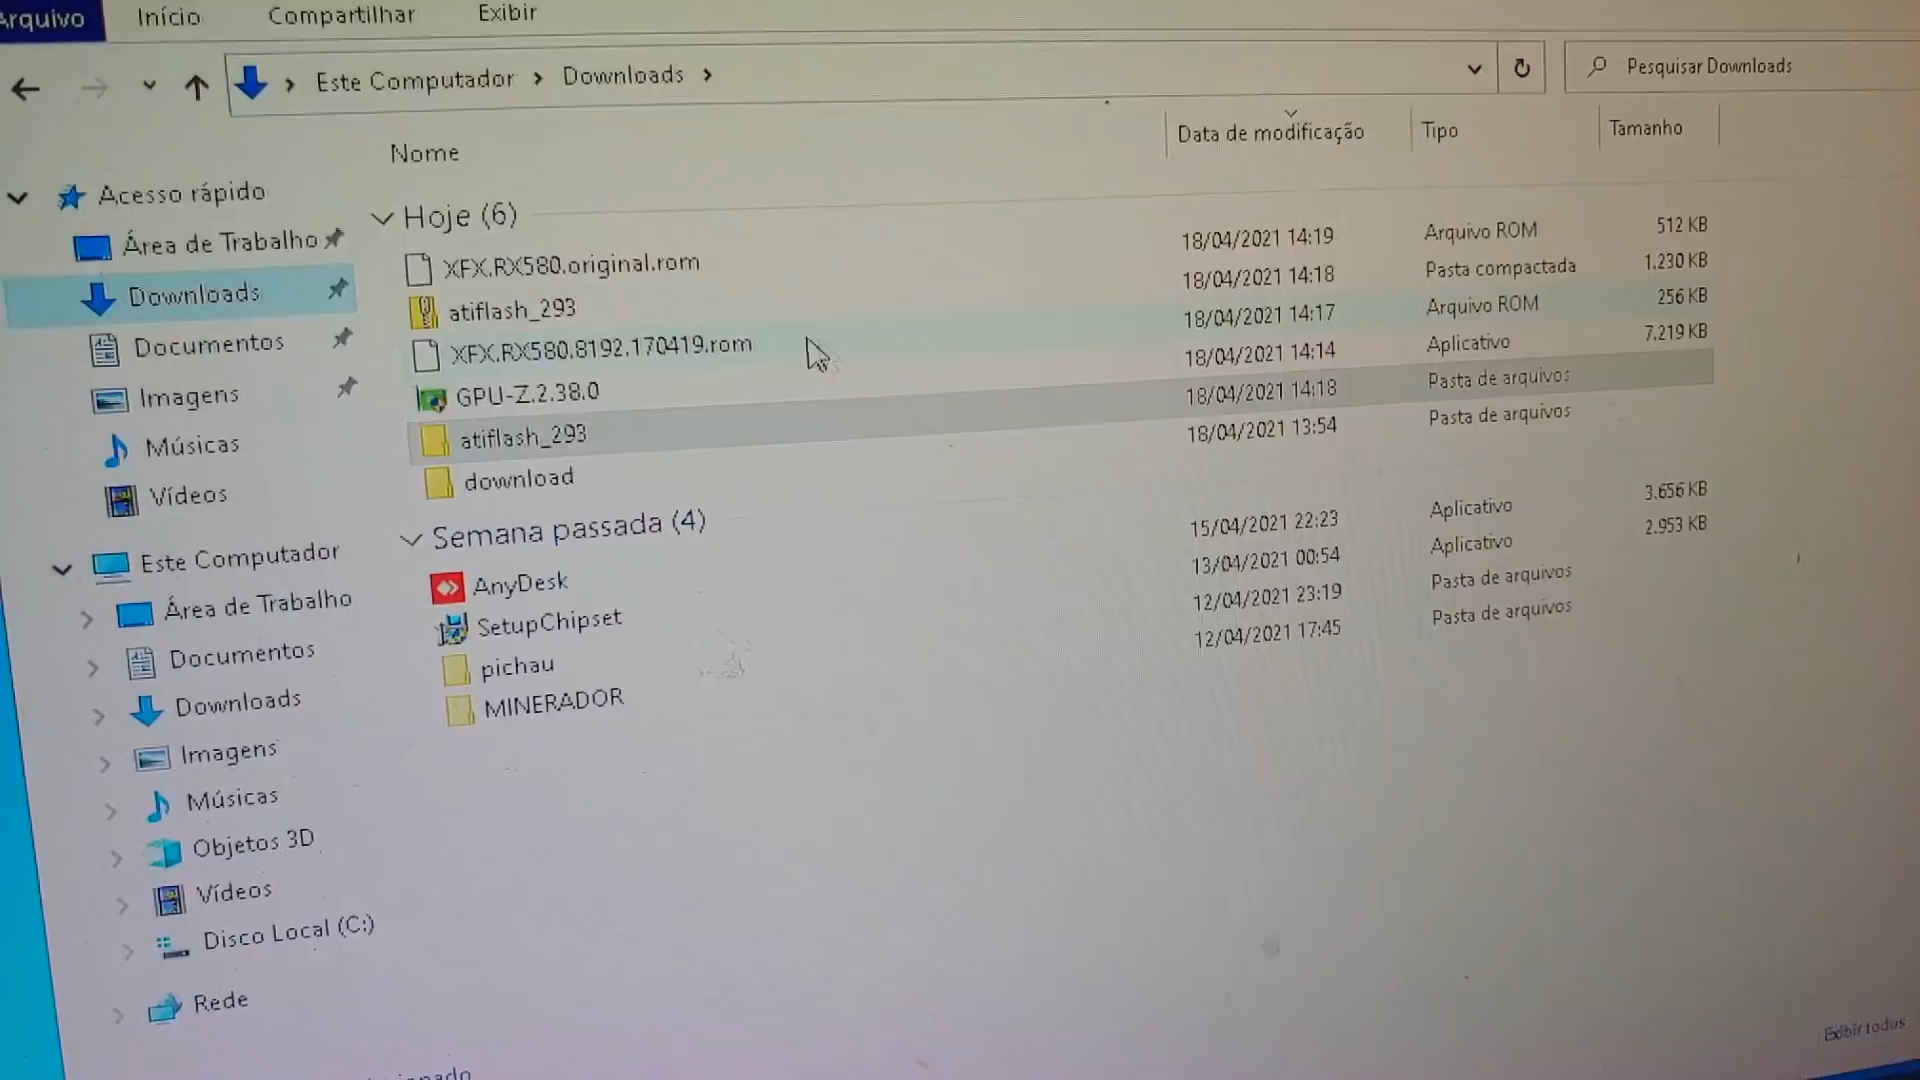 Arquivo Início Compartilhar Exibir
Este Computador > Downloads >
Pesquisar Downloads
Nome Data de modificação Tipo Tamanho
Acesso rápido
Área de Trabalho
Downloads
Documentos
Imagens
Músicas
Vídeos
Este Computador
Área de Trabalho
Documentos
Downloads
Imagens
Músicas
Objetos 3D
Vídeos
Disco Local (C:)
Rede
Hoje (6)
XFX.RX580.original.rom 18/04/2021 14:19 Arquivo ROM 512 KB
atiflash_293 18/04/2021 14:18 Pasta compactada 1.230 KB
XFX.RX580.8192.170419.rom 18/04/2021 14:17 Arquivo ROM 256 KB
GPU-Z.2.38.0 18/04/2021 14:14 Aplicativo 7.219 KB
atiflash_293 18/04/2021 14:18 Pasta de arquivos
download 18/04/2021 13:54 Pasta de arquivos
Semana passada (4)
AnyDesk 15/04/2021 22:23 Aplicativo 3.656 KB
SetupChipset 13/04/2021 00:54 Aplicativo 2.953 KB
pichau 12/04/2021 23:19 Pasta de arquivos
MINERADOR 12/04/2021 17:45 Pasta de arquivos
Exibir todos